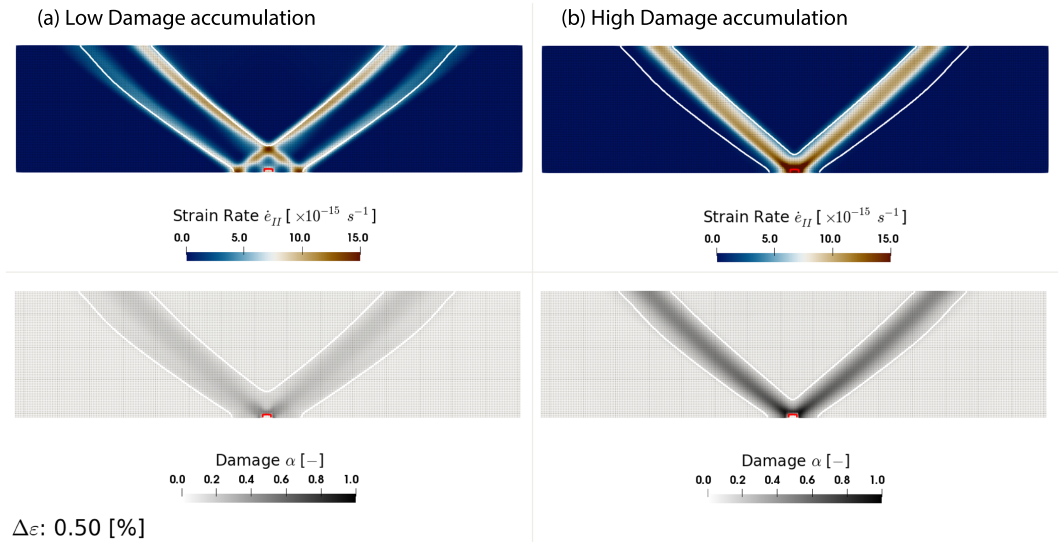 (a) Low Damage accumulation
(b) High Damage accumulation
Strain Rate ė_II [ ×10⁻¹⁵ s⁻¹ ]
0.0 5.0 10.0 15.0
Strain Rate ė_II [ ×10⁻¹⁵ s⁻¹ ]
0.0 5.0 10.0 15.0
Damage α [−]
0.0 0.2 0.4 0.6 0.8 1.0
Damage α [−]
0.0 0.2 0.4 0.6 0.8 1.0
Δε: 0.50 [%]